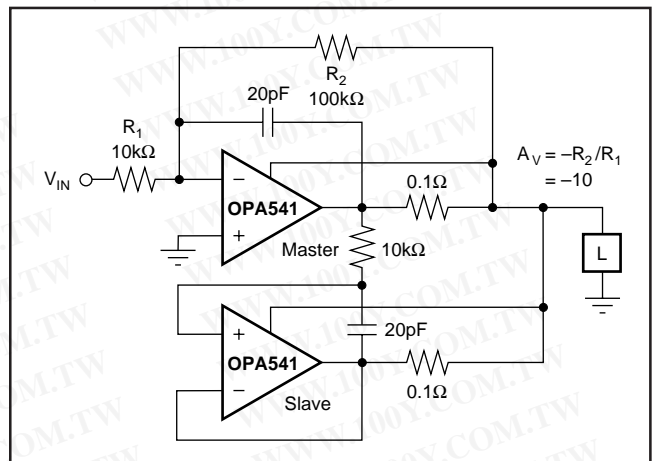 R2
100kΩ
20pF
R1
10kΩ
AV = –R2/R1
= –10
VIN
0.1Ω
–
OPA541
+
Master
10kΩ
L
20pF
+
OPA541
–
Slave
0.1Ω
WWW.100Y.COM.TW